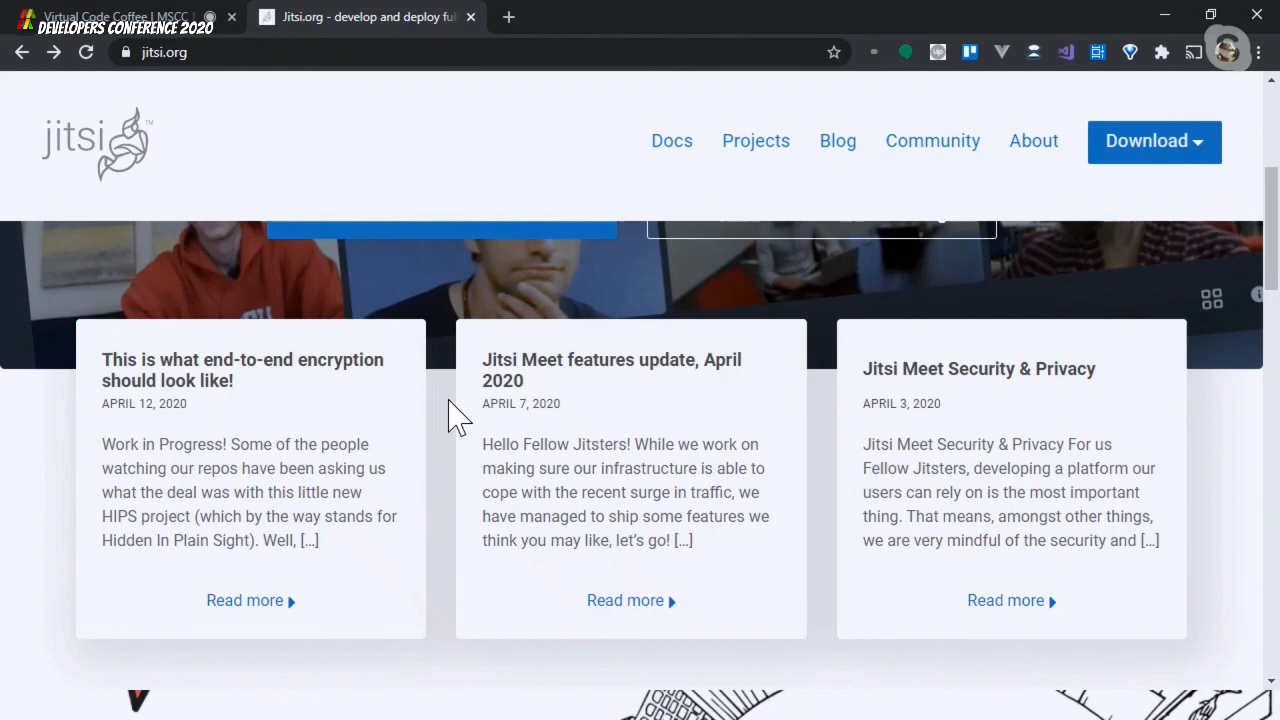 Virtual Code Coffee | MSCC
Jitsi.org - develop and deploy full
DEVELOPERS CONFERENCE 2020
jitsi.org
jitsi™
Docs
Projects
Blog
Community
About
Download
This is what end-to-end encryption
should look like!
APRIL 12, 2020
Work in Progress! Some of the people
watching our repos have been asking us
what the deal was with this little new
HIPS project (which by the way stands for
Hidden In Plain Sight). Well, […]
Read more
Jitsi Meet features update, April
2020
APRIL 7, 2020
Hello Fellow Jitsters! While we work on
making sure our infrastructure is able to
cope with the recent surge in traffic, we
have managed to ship some features we
think you may like, let’s go! […]
Read more
Jitsi Meet Security & Privacy
APRIL 3, 2020
Jitsi Meet Security & Privacy For us
Fellow Jitsters, developing a platform our
users can rely on is the most important
thing. That means, amongst other things,
we are very mindful of the security and […]
Read more